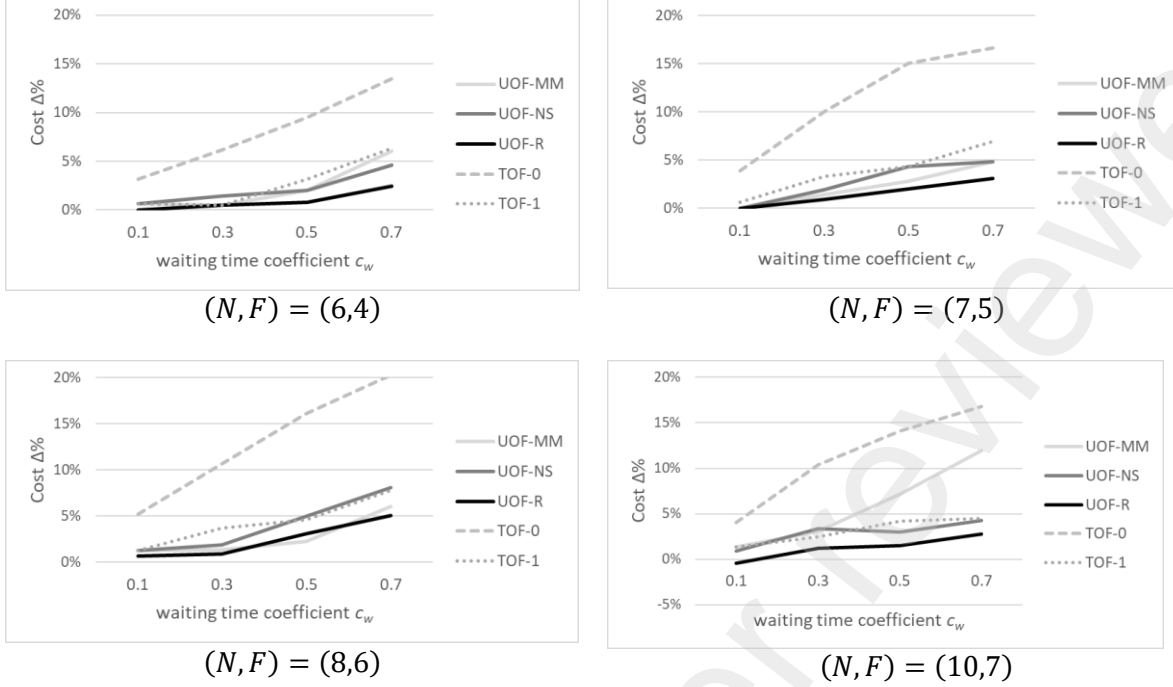 20%
15%
10%
5%
0%
Cost Δ%
0.1 0.3 0.5 0.7
waiting time coefficient c_w
UOF-MM
UOF-NS
UOF-R
TOF-0
TOF-1
(N, F) = (6,4)
20%
15%
10%
5%
0%
Cost Δ%
0.1 0.3 0.5 0.7
waiting time coefficient c_w
UOF-MM
UOF-NS
UOF-R
TOF-0
TOF-1
(N, F) = (7,5)
20%
15%
10%
5%
0%
Cost Δ%
0.1 0.3 0.5 0.7
waiting time coefficient c_w
UOF-MM
UOF-NS
UOF-R
TOF-0
TOF-1
(N, F) = (8,6)
20%
15%
10%
5%
0%
-5%
Cost Δ%
0.1 0.3 0.5 0.7
waiting time coefficient c_w
UOF-MM
UOF-NS
UOF-R
TOF-0
TOF-1
(N, F) = (10,7)
er reviewe